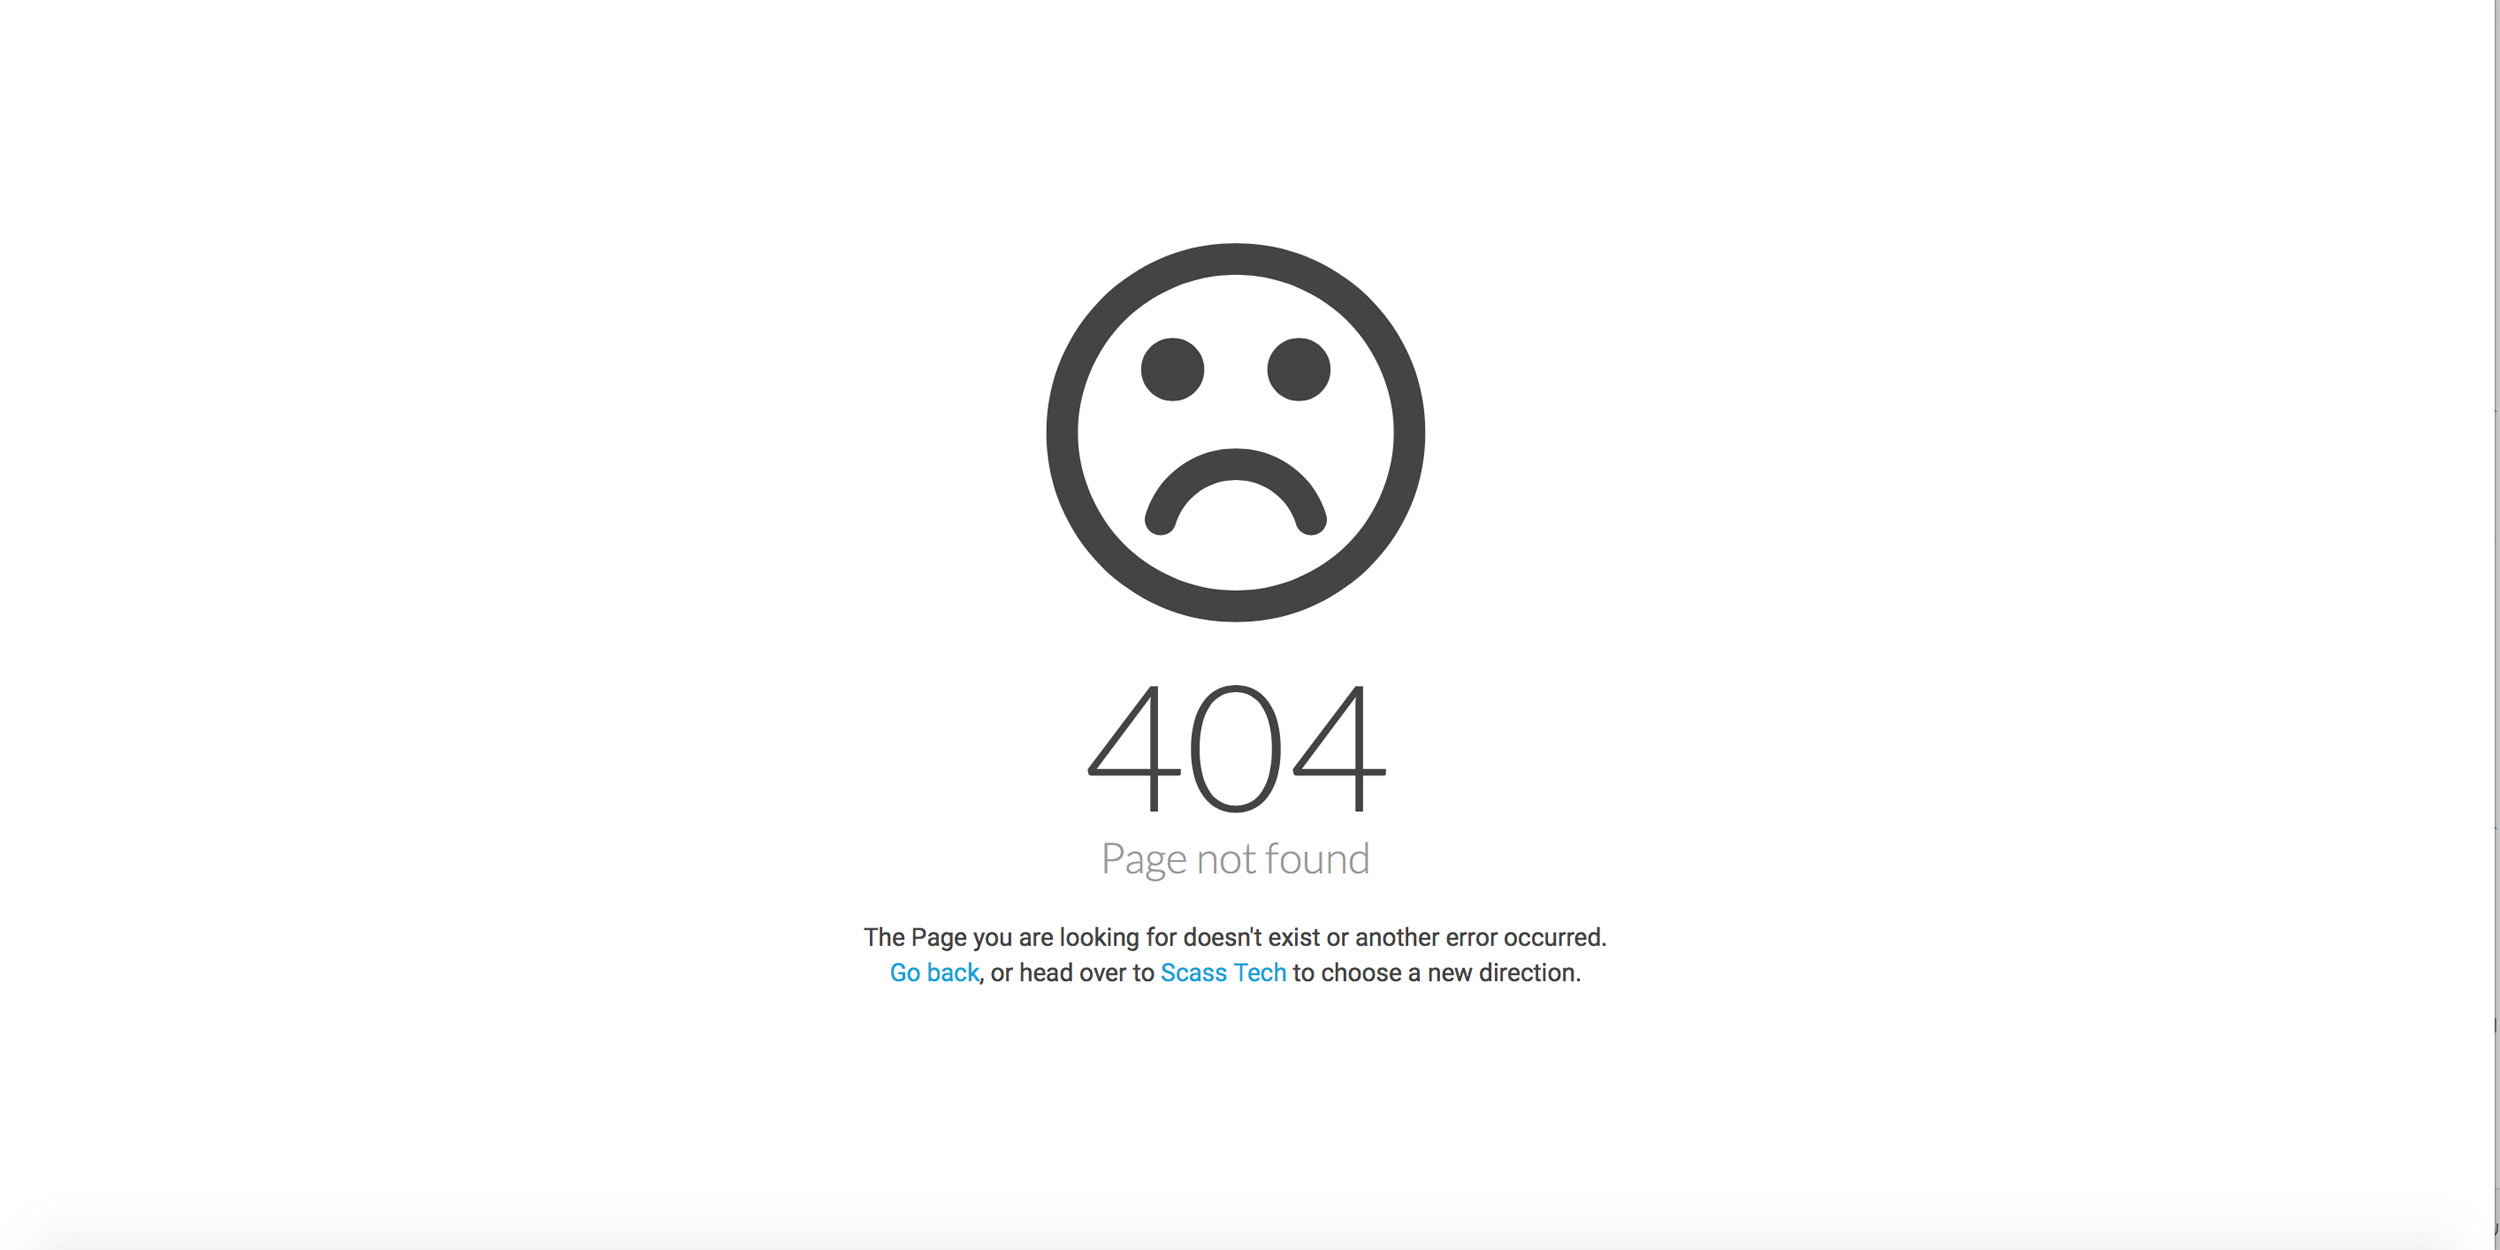 404
Page not found
The Page you are looking for doesn't exist or another error occurred.
Go back, or head over to Scass Tech to choose a new direction.